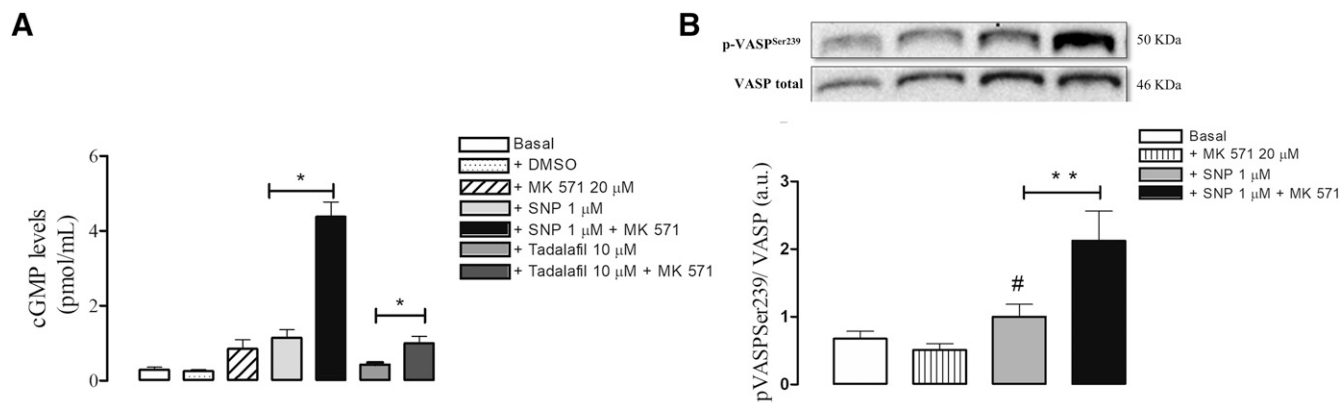 A
B
p-VASPSer239
50 KDa
VASP total
46 KDa
cGMP levels
(pmol/mL)
6
4
2
0
*
*
Basal
+ DMSO
+ MK 571 20 μM
+ SNP 1 μM
+ SNP 1 μM + MK 571
+ Tadalafil 10 μM
+ Tadalafil 10 μM + MK 571
pVASPSer239/ VASP (a.u.)
3
2
1
0
#
* *
Basal
+ MK 571 20 μM
+ SNP 1 μM
+ SNP 1 μM + MK 571